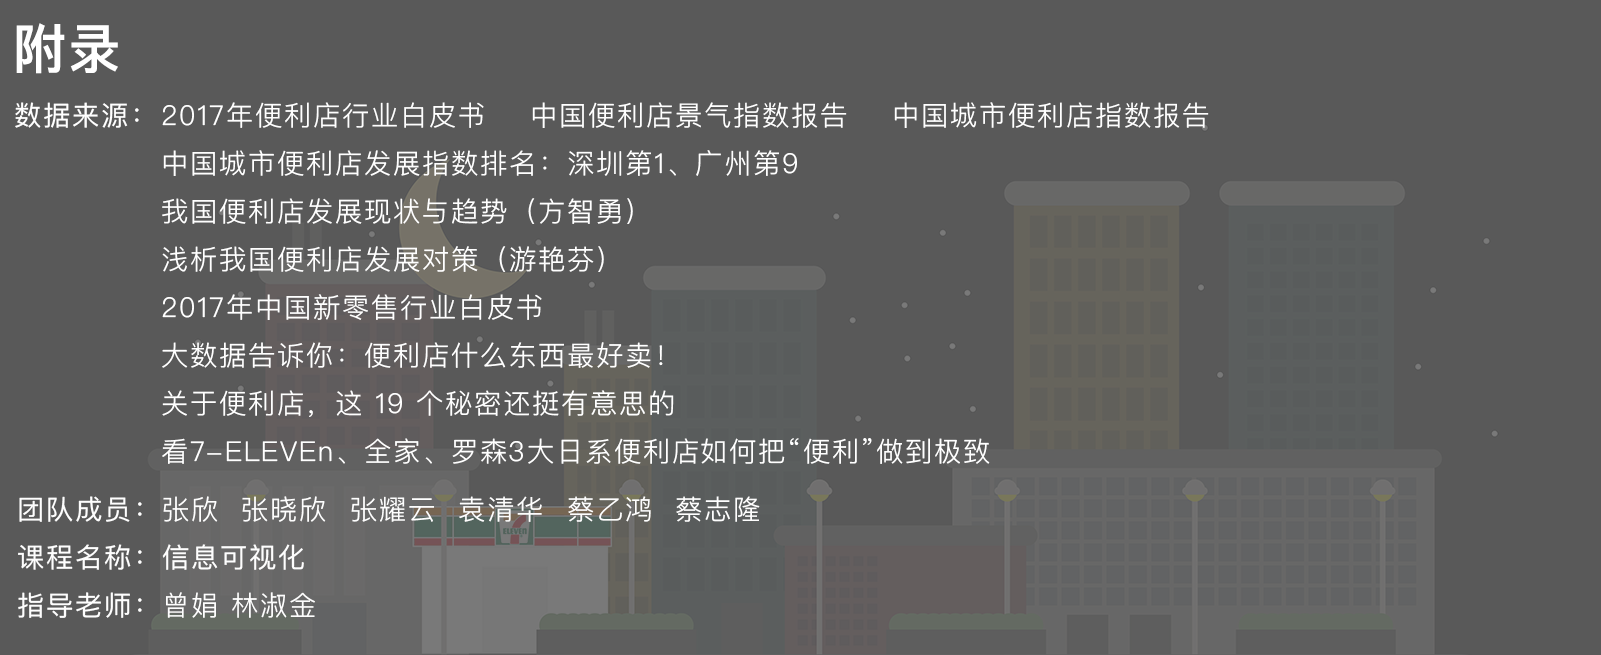 附录
数据来源：2017年便利店行业白皮书 中国便利店景气指数报告 中国城市便利店指数报告
中国城市便利店发展指数排名：深圳第1、广州第9
我国便利店发展现状与趋势（方智勇）
浅析我国便利店发展对策（游艳芬）
2017年中国新零售行业白皮书
大数据告诉你：便利店什么东西最好卖！
关于便利店，这 19 个秘密还挺有意思的
看7-ELEVEn、全家、罗森3大日系便利店如何把“便利”做到极致
团队成员：张欣 张晓欣 张耀云 袁清华 蔡乙鸿 蔡志隆
ELEVEN
课程名称：信息可视化
指导老师：曾娟 林淑金